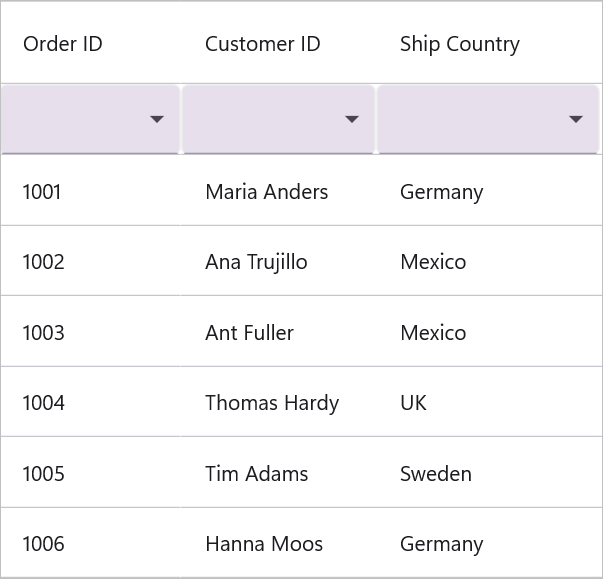 Order ID Customer ID Ship Country
1001 Maria Anders Germany
1002 Ana Trujillo Mexico
1003 Ant Fuller Mexico
1004 Thomas Hardy UK
1005 Tim Adams Sweden
1006 Hanna Moos Germany